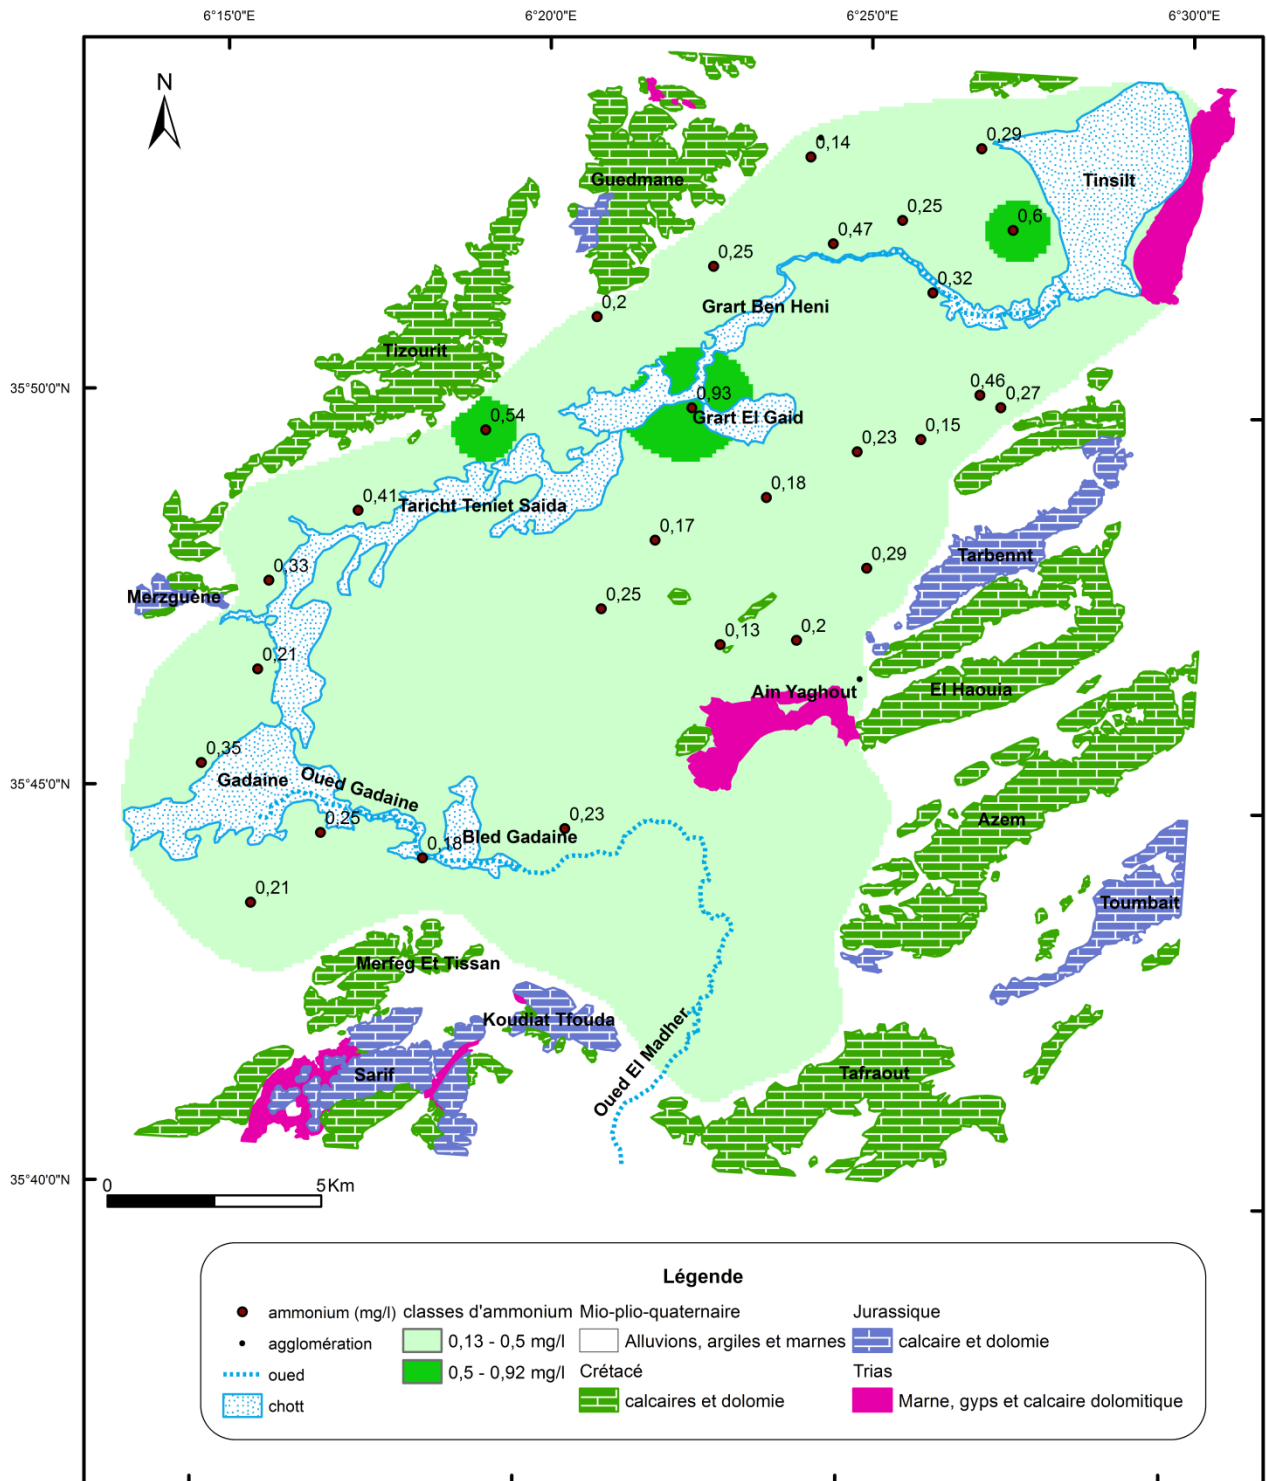 6°15'0"E
6°20'0"E
6°25'0"E
6°30'0"E
N
0,14
0,29
Guedmane
Tinsilt
0,25
0,6
0,47
0,25
0,32
0,2
Grart Ben Heni
Tizourit
35°50'0"N
0,93
0,46
0,27
0,54
Grart El Gaid
0,15
0,23
0,41
0,18
Taricht Teniet Saida
0,17
Tarbennt
0,33
0,29
Merzguène
0,25
0,13
0,2
0,21
Ain Yaghout
El Haouia
0,35
Gadaine
Oued Gadaine
35°45'0"N
0,25
0,23
Azem
0,18
Bled Gadaine
0,21
Toumbait
Merfeg Et Tissan
Koudiat Tfouda
Oued El Madher
Sarif
Tafraout
35°40'0"N
0
5Km
Légende
ammonium (mg/l)
agglomération
oued
chott
classes d'ammonium
0,13 - 0,5 mg/l
0,5 - 0,92 mg/l
Mio-plio-quaternaire
Alluvions, argiles et marnes
Crétacé
calcaires et dolomie
Jurassique
calcaire et dolomie
Trias
Marne, gyps et calcaire dolomitique